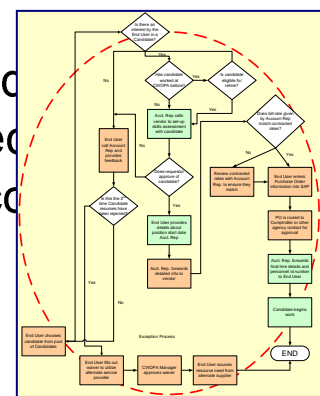 Is there as
interest by the
End User in a
Candidate?
Yes
No
Has candidate
worked at
CWOPA before?
Yes
Is candidate
eligible for
rehire?
No
Yes
Acct. Rep calls
vendor to set-up
skills assessment
with candidate
Does bill rate given
by Account Rep
match contracted
rates?
End User
call Account
Rep and
provides
feedback
No
Does requestor
approve of
candidate?
No
Yes
Review contracted
rates with Account
Rep. to ensure they
match
End User enters
Purchase Order
information into SAP
Yes
Is this the 2
time Candidate
resumes have
been rejected?
End User provides
details about
position start date
Acct. Rep
PO is routed to
Comptroller or other
agency contact for
approval
Acct. Rep. forwards
detailed info to
vendor
Acct. Rep. forwards
final hire details and
personnel id number
to End User
Yes
No
Candidate begins
work
End User chooses
candidate from pool
of Candidates
Exception Process
END
End User fills out
waiver to utilize
alternate service
provider
CWOPA Manager
approves waiver
End User sources
resource need from
alternate supplier